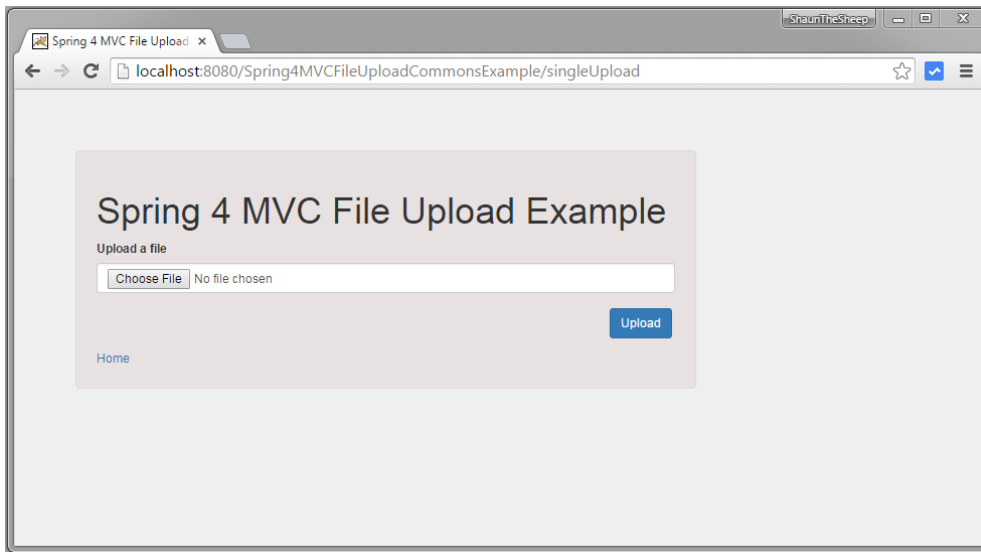 ShaunTheSheep
Spring 4 MVC File Upload
localhost:8080/Spring4MVCFileUploadCommonsExample/singleUpload
Spring 4 MVC File Upload Example
Upload a file
Choose File No file chosen
Upload
Home